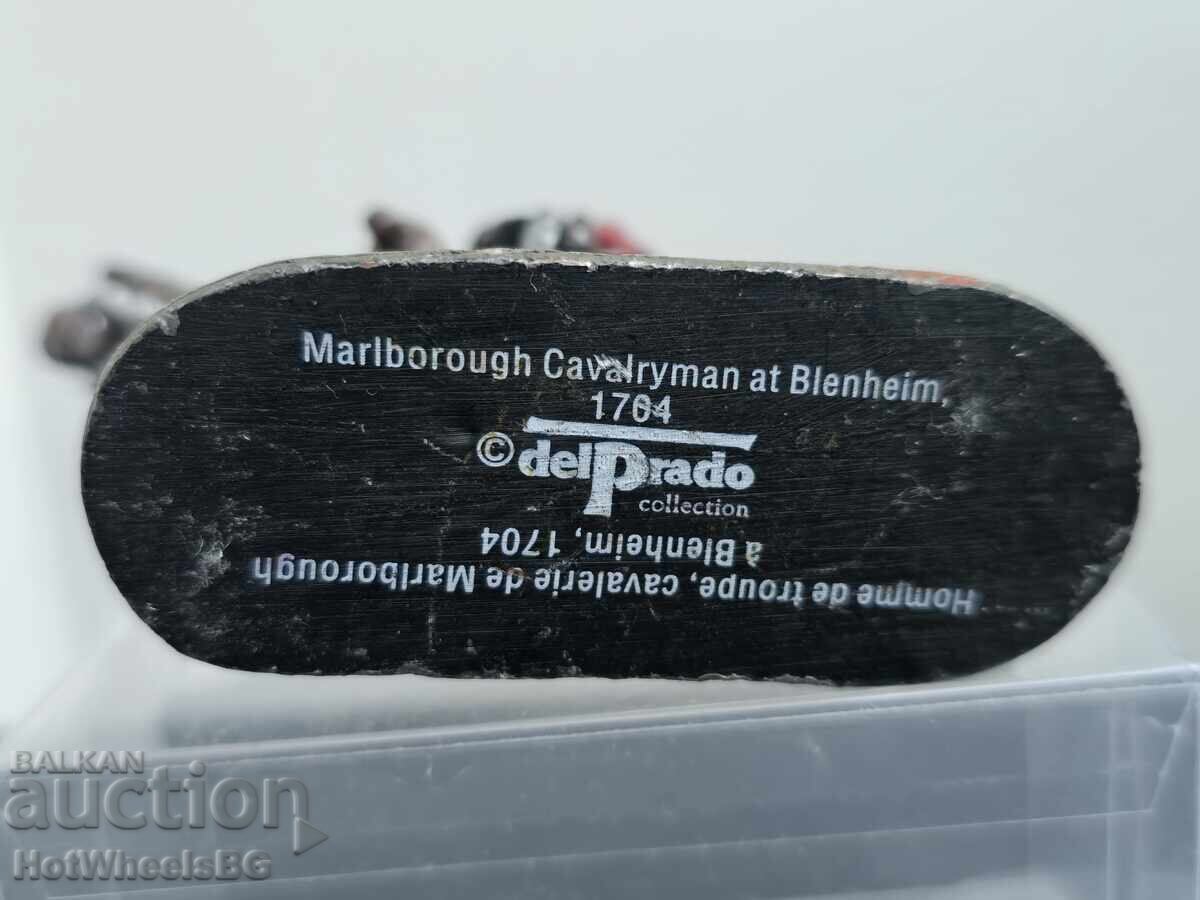 Marlborough Cavalryman at Blenheim,
1704
© delPrado
collection
Homme de troupe, cavalerie de Marlborough
à Blenheim, 1704
BALKAN
auction
HotWheelsBG